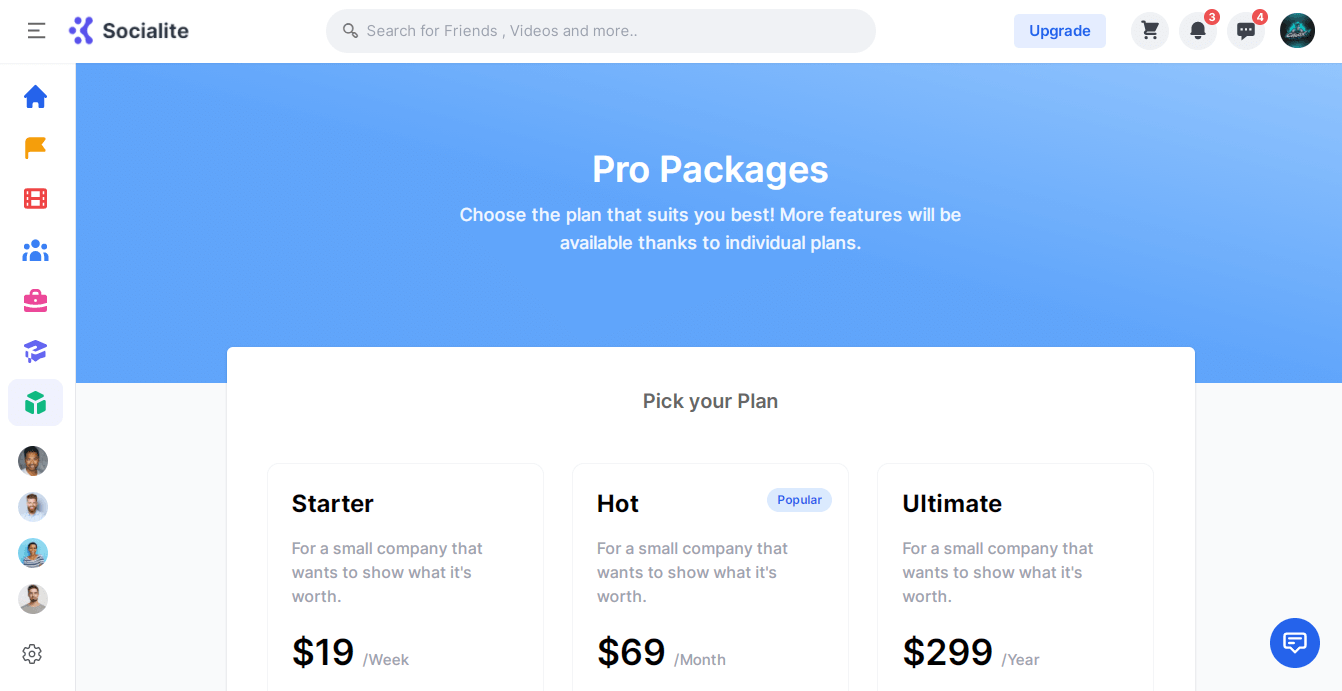 Socialite
Search for Friends , Videos and more..
Upgrade
3
4
Pro Packages
Choose the plan that suits you best! More features will be
available thanks to individual plans.
Pick your Plan
Starter
For a small company that
wants to show what it's
worth.
$19 /Week
Hot
Popular
For a small company that
wants to show what it's
worth.
$69 /Month
Ultimate
For a small company that
wants to show what it's
worth.
$299 /Year